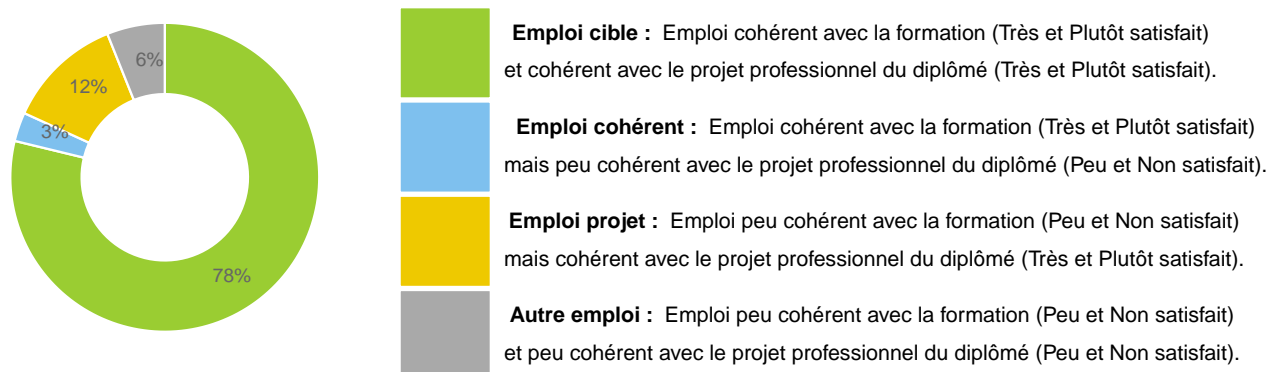 6%
12%
3%
78%
Emploi cible : Emploi cohérent avec la formation (Très et Plutôt satisfait)
et cohérent avec le projet professionnel du diplômé (Très et Plutôt satisfait).
Emploi cohérent : Emploi cohérent avec la formation (Très et Plutôt satisfait)
mais peu cohérent avec le projet professionnel du diplômé (Peu et Non satisfait).
Emploi projet : Emploi peu cohérent avec la formation (Peu et Non satisfait)
mais cohérent avec le projet professionnel du diplômé (Très et Plutôt satisfait).
Autre emploi : Emploi peu cohérent avec la formation (Peu et Non satisfait)
et peu cohérent avec le projet professionnel du diplômé (Peu et Non satisfait).